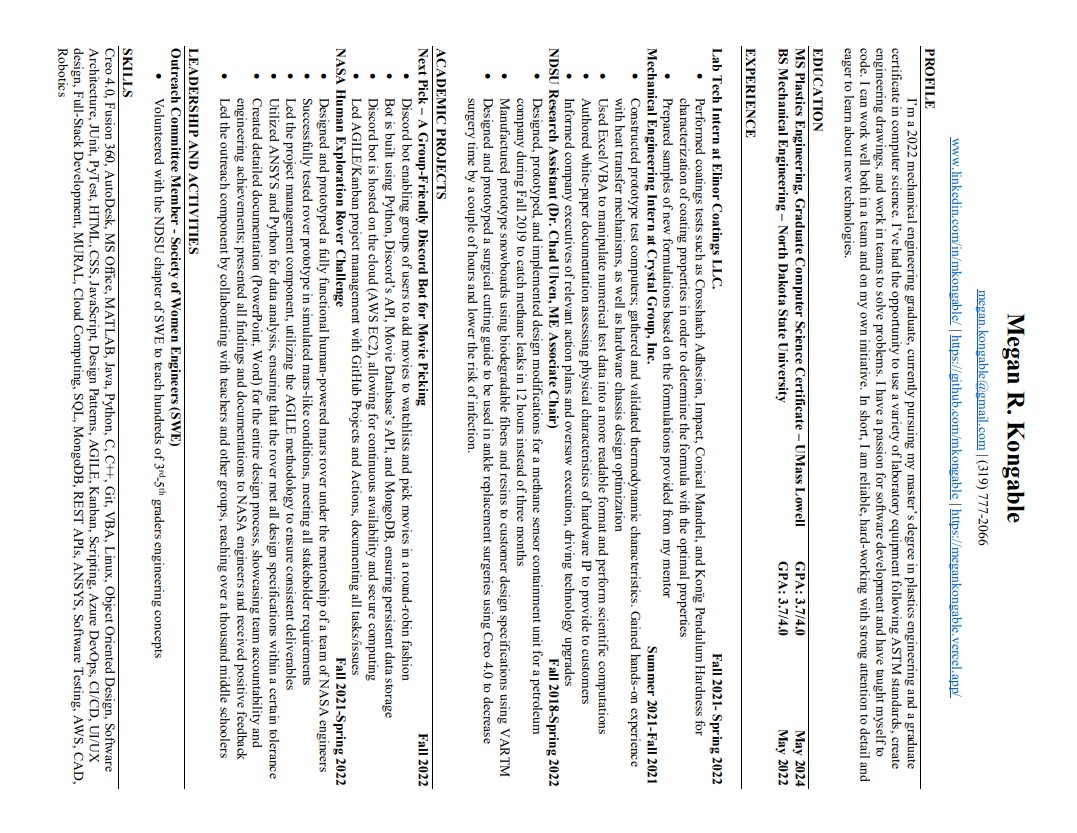 Megan R. Kongable
megan.kongable@gmail.com | (319) 777-2066
www.linkedin.com/in/mkongable/ | https://github.com/mkongable | https://megankongable.vercel.app/
PROFILE
I'm a 2022 mechanical engineering graduate, currently pursuing my master's degree in plastics engineering and a graduate
certificate in computer science. I've had the opportunity to use a variety of laboratory equipment following ASTM standards, create
engineering drawings, and work in teams to solve problems. I have a passion for software development and have taught myself to
code. I can work well both in a team and on my own initiative. In short, I am reliable, hard-working with strong attention to detail and
eager to learn about new technologies.
EDUCATION
MS Plastics Engineering, Graduate Computer Science Certificate – UMass Lowell GPA: 3.7/4.0 May 2024
BS Mechanical Engineering – North Dakota State University GPA: 3.7/4.0 May 2022
EXPERIENCE
Lab Tech Intern at Elinor Coatings LLC. Fall 2021- Spring 2022
• Performed coatings tests such as Crosshatch Adhesion, Impact, Conical Mandrel, and Konïg Pendulum Hardness for
characterization of coating properties in order to determine the formula with the optimal properties
• Prepared samples of new formulations based on the formulations provided from my mentor
Mechanical Engineering Intern at Crystal Group, Inc. Summer 2021-Fall 2021
• Constructed prototype test computers; gathered and validated thermodynamic characteristics. Gained hands-on experience
with heat transfer mechanisms, as well as hardware chassis design optimization
• Used Excel/VBA to manipulate numerical test data into a more readable format and perform scientific computations
• Authored white-paper documentation assessing physical characteristics of hardware IP to provide to customers
• Informed company executives of relevant action plans and oversaw execution, driving technology upgrades
NDSU Research Assistant (Dr. Chad Ulven, ME Associate Chair) Fall 2018-Spring 2022
• Designed, prototyped, and implemented design modifications for a methane sensor containment unit for a petroleum
company during Fall 2019 to catch methane leaks in 12 hours instead of three months
• Manufactured prototype snowboards using biodegradable fibers and resins to customer design specifications using VARTM
• Designed and prototyped a surgical cutting guide to be used in ankle replacement surgeries using Creo 4.0 to decrease
surgery time by a couple of hours and lower the risk of infection.
ACADEMIC PROJECTS
Next Pick – A Group-Friendly Discord Bot for Movie Picking Fall 2022
• Discord bot enabling groups of users to add movies to watchlists and pick movies in a round-robin fashion
• Bot is built using Python, Discord's API, Movie Database's API, and MongoDB, ensuring persistent data storage
• Discord bot is hosted on the cloud (AWS EC2), allowing for continuous availability and secure computing
• Led AGILE/Kanban project management with GitHub Projects and Actions, documenting all tasks/issues
NASA Human Exploration Rover Challenge Fall 2021-Spring 2022
• Designed and prototyped a fully functional human-powered mars rover under the mentorship of a team of NASA engineers
• Successfully tested rover prototype in simulated mars-like conditions, meeting all stakeholder requirements
• Led the project management component, utilizing the AGILE methodology to ensure consistent deliverables
• Utilized ANSYS and Python for data analysis, ensuring that the rover met all design specifications within a certain tolerance
• Created detailed documentation (PowerPoint, Word) for the entire design process, showcasing team accountability and
engineering achievements; presented all findings and documentations to NASA engineers and received positive feedback
• Led the outreach component by collaborating with teachers and other groups, reaching over a thousand middle schoolers
LEADERSHIP AND ACTIVITIES
Outreach Committee Member - Society of Women Engineers (SWE)
• Volunteered with the NDSU chapter of SWE to teach hundreds of 3rd-5th graders engineering concepts
SKILLS
Creo 4.0, Fusion 360, AutoDesk, MS Office, MATLAB, Java, Python, C, C++, Git, VBA, Linux, Object Oriented Design, Software
Architecture, JUnit, PyTest, HTML, CSS, JavaScript, Design Patterns, AGILE, Kanban, Scripting, Azure DevOps, CI/CD, UI/UX
design, Full-Stack Development, MURAL, Cloud Computing, SQL, MongoDB, REST APIs, ANSYS, Software Testing, AWS, CAD,
Robotics